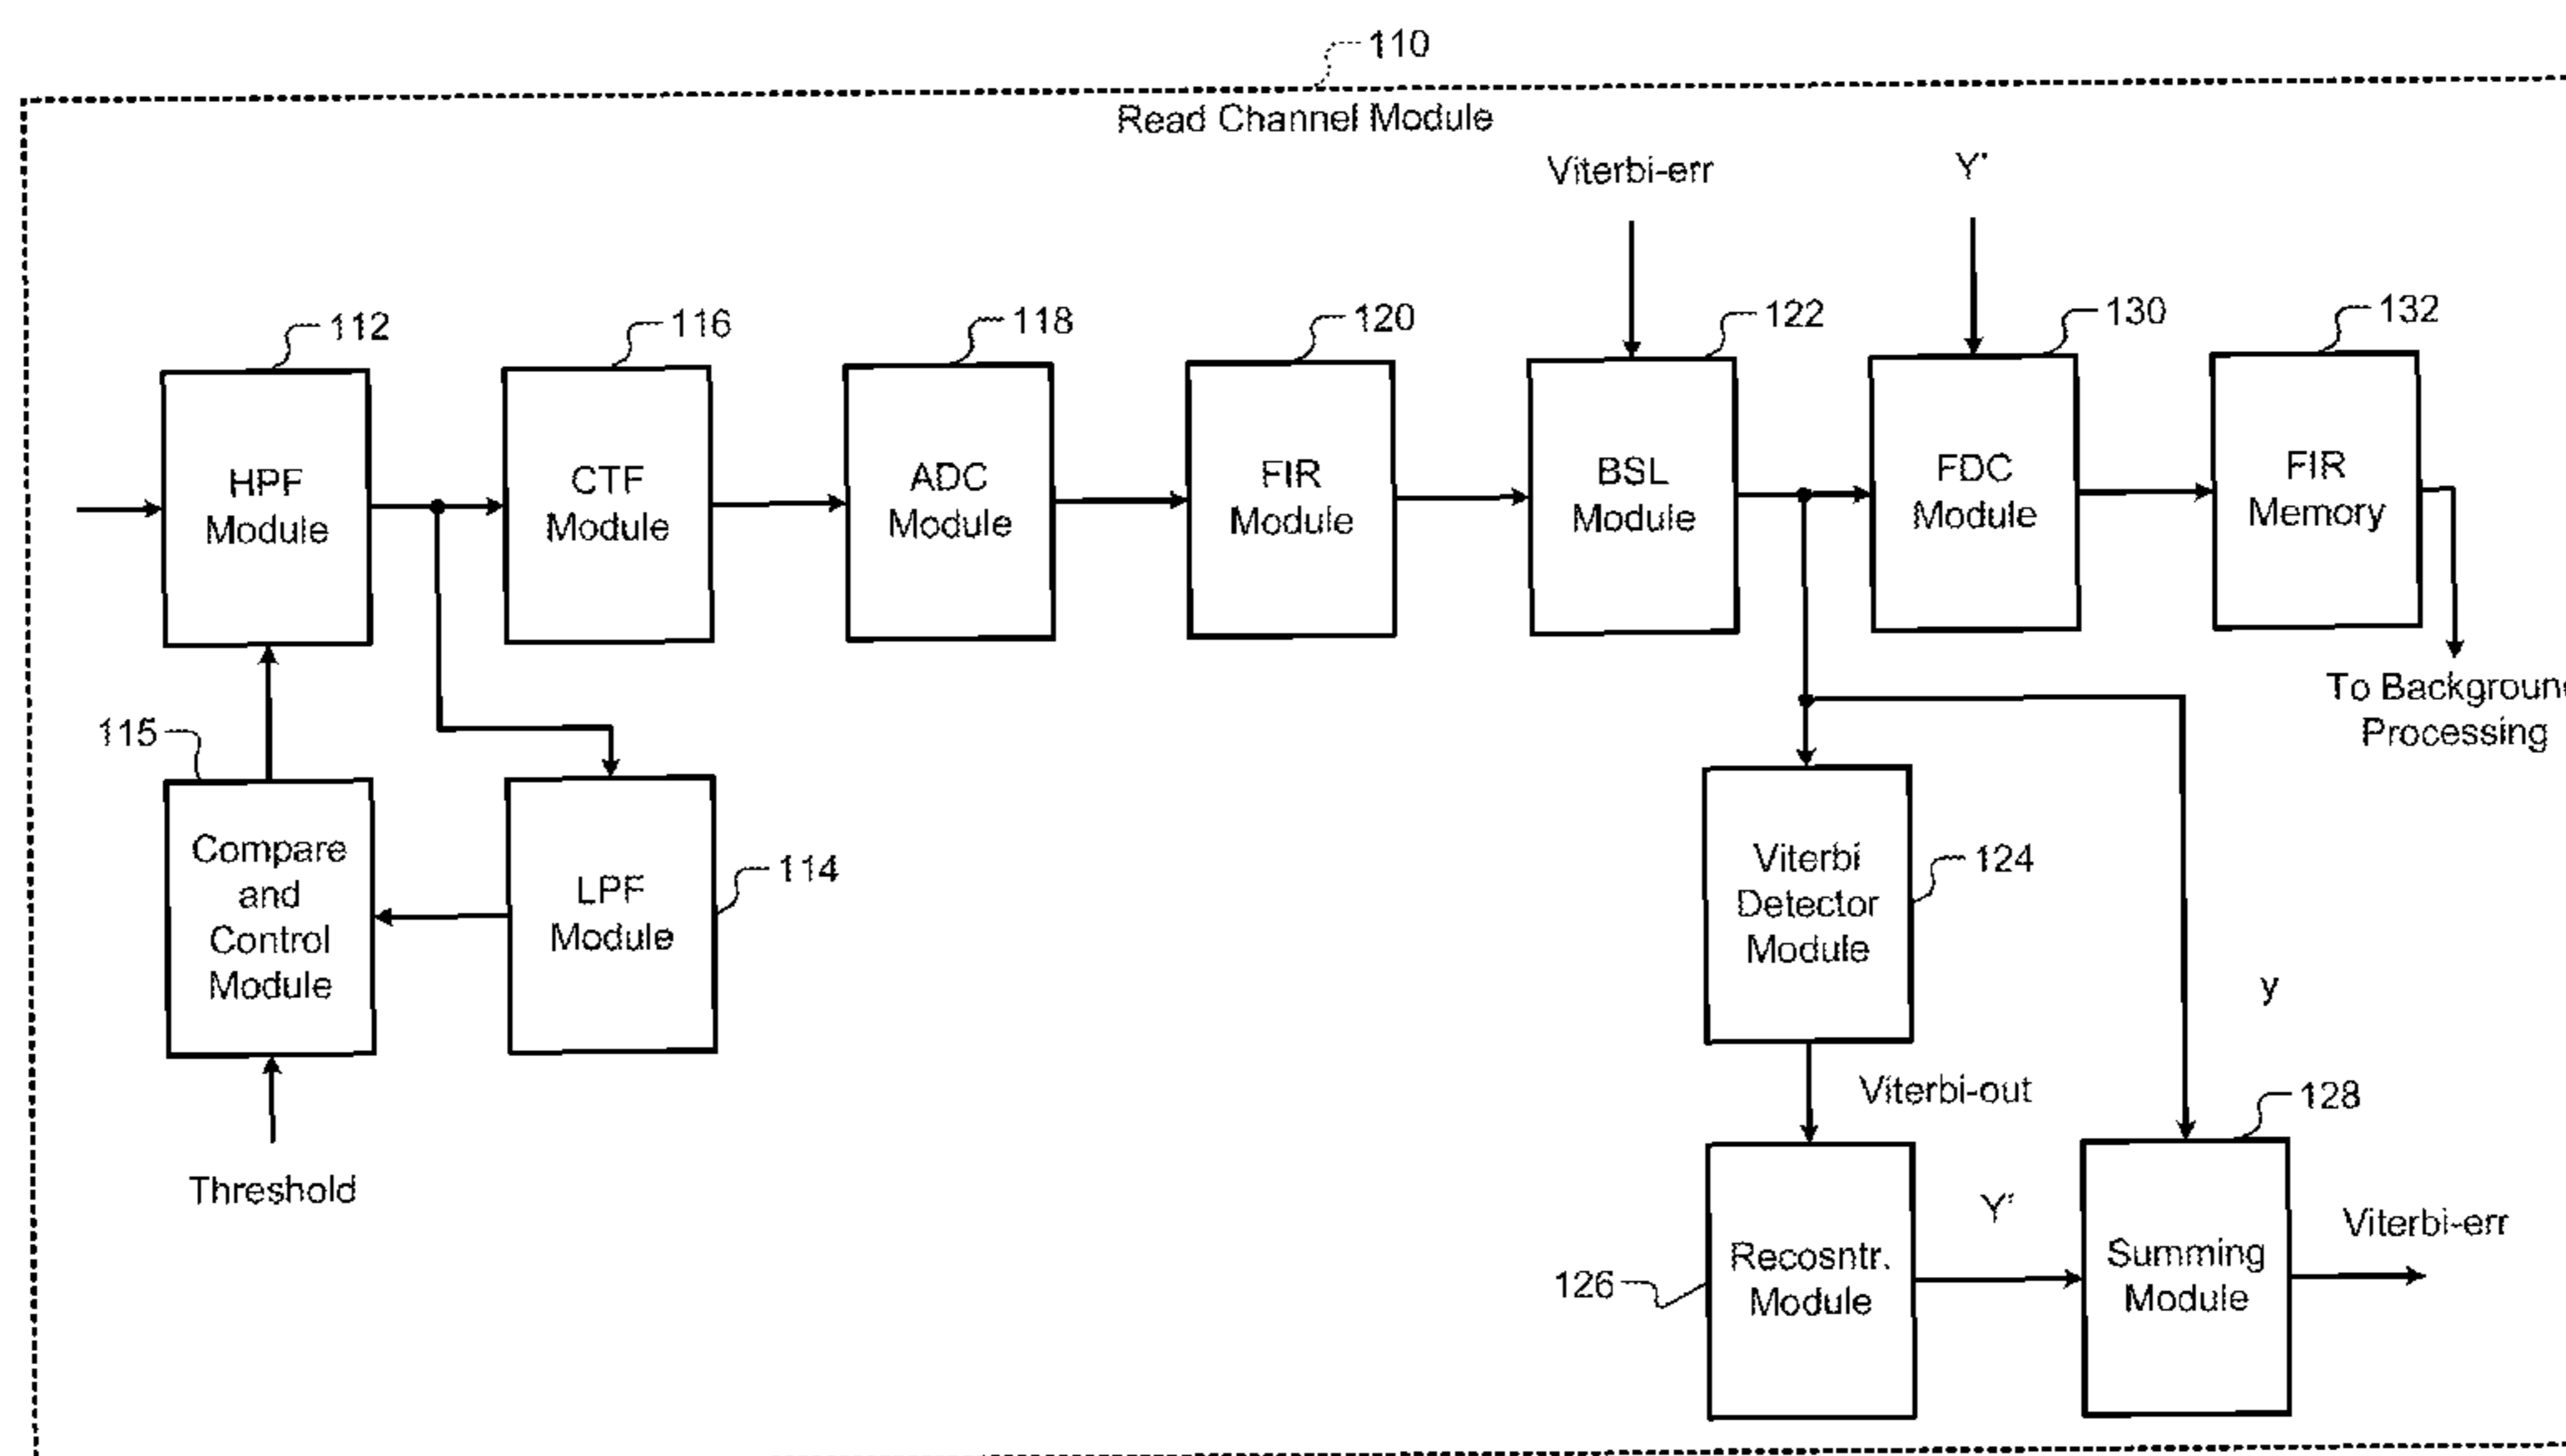 110
Read Channel Module
Viterbi-err
Y'
112
116
118
120
122
130
132
HPF
Module
CTF
Module
ADC
Module
FIR
Module
BSL
Module
FDC
Module
FIR
Memory
To Background
Processing
115
Compare
and
Control
Module
LPF
Module
114
Viterbi
Detector
Module
124
y
Viterbi-out
128
Threshold
126
Recosntr.
Module
Y'
Summing
Module
Viterbi-err